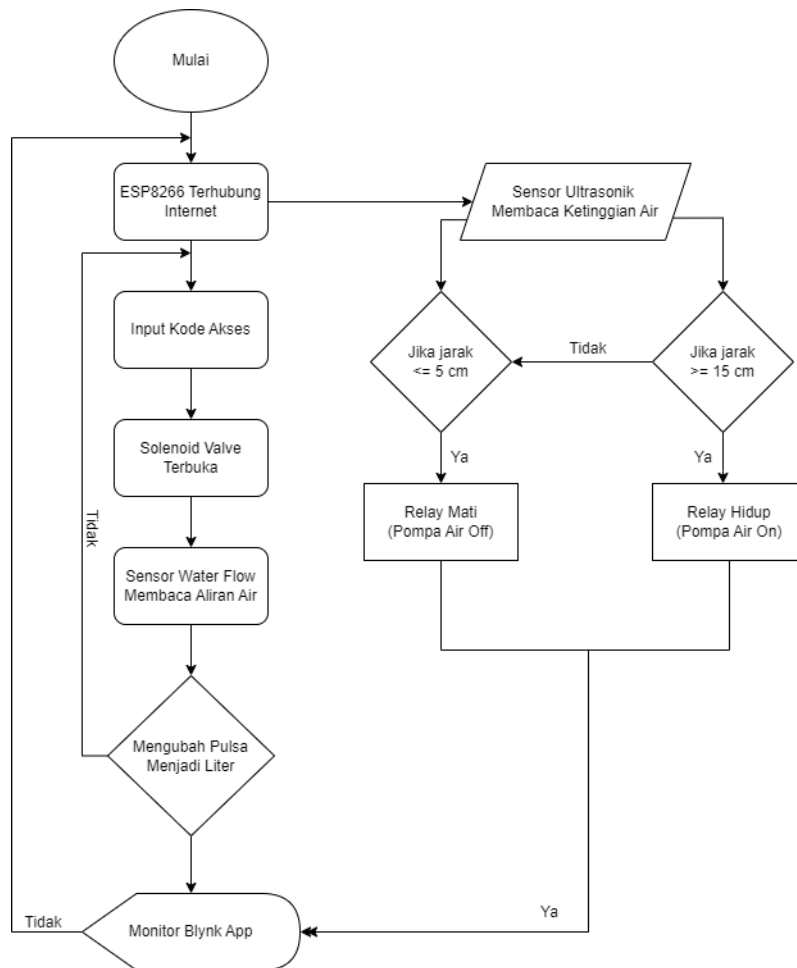 Mulai
ESP8266 Terhubung
Internet
Sensor Ultrasonik
Membaca Ketinggian Air
Input Kode Akses
Jika jarak
<= 5 cm
Tidak
Jika jarak
>= 15 cm
Solenoid Valve
Terbuka
Ya
Ya
Tidak
Relay Mati
(Pompa Air Off)
Relay Hidup
(Pompa Air On)
Sensor Water Flow
Membaca Aliran Air
Mengubah Pulsa
Menjadi Liter
Tidak
Monitor Blynk App
Ya